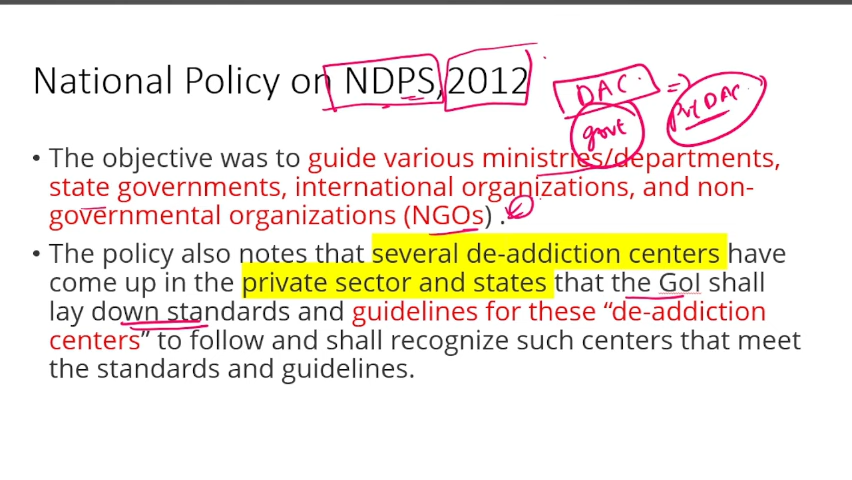 National Policy on NDPS, 2012
DAC =>
govt
pvt DAC
• The objective was to guide various ministries/departments,
state governments, international organizations, and non-
governmental organizations (NGOs) .
• The policy also notes that several de-addiction centers have
come up in the private sector and states that the GoI shall
lay down standards and guidelines for these “de-addiction
centers” to follow and shall recognize such centers that meet
the standards and guidelines.